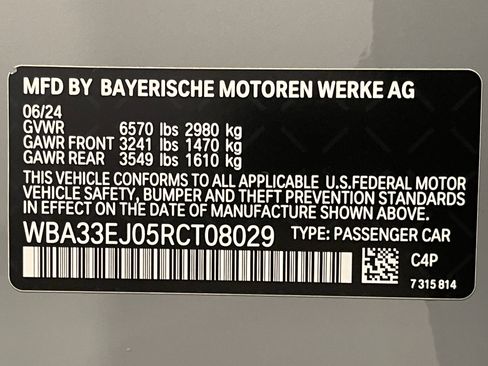 MFD BY BAYERISCHE MOTOREN WERKE AG
06/24
GVWR 6570 lbs 2980 kg
GAWR FRONT 3241 lbs 1470 kg
GAWR REAR 3549 lbs 1610 kg
THIS VEHICLE CONFORMS TO ALL APPLICABLE U.S.FEDERAL MOTOR
VEHICLE SAFETY, BUMPER AND THEFT PREVENTION STANDARDS
IN EFFECT ON THE DATE OF MANUFACTURE SHOWN ABOVE.
WBA33EJ05RCT08029 TYPE: PASSENGER CAR
C4P
7 315 814